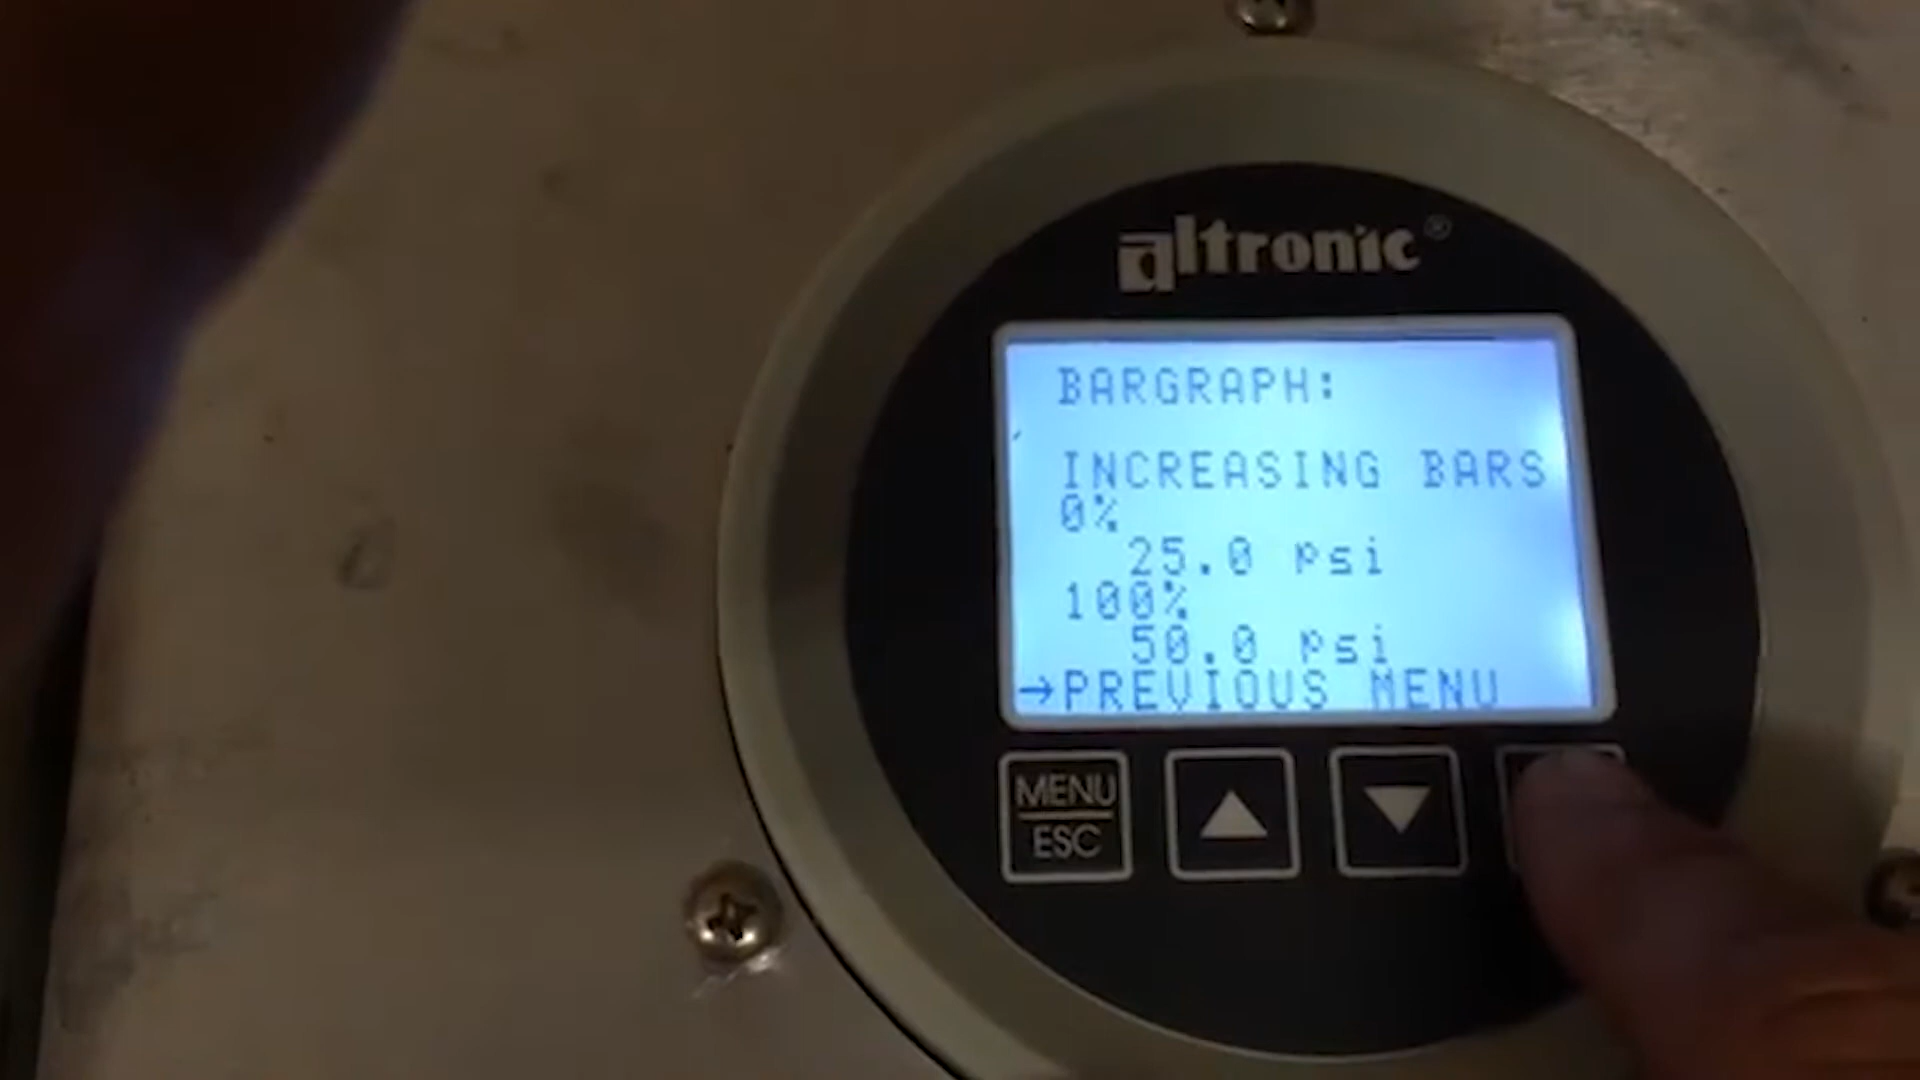 altronic®
BARGRAPH:
INCREASING BARS
0%
25.0 psi
100%
50.0 psi
→PREVIOUS MENU
MENU
ESC